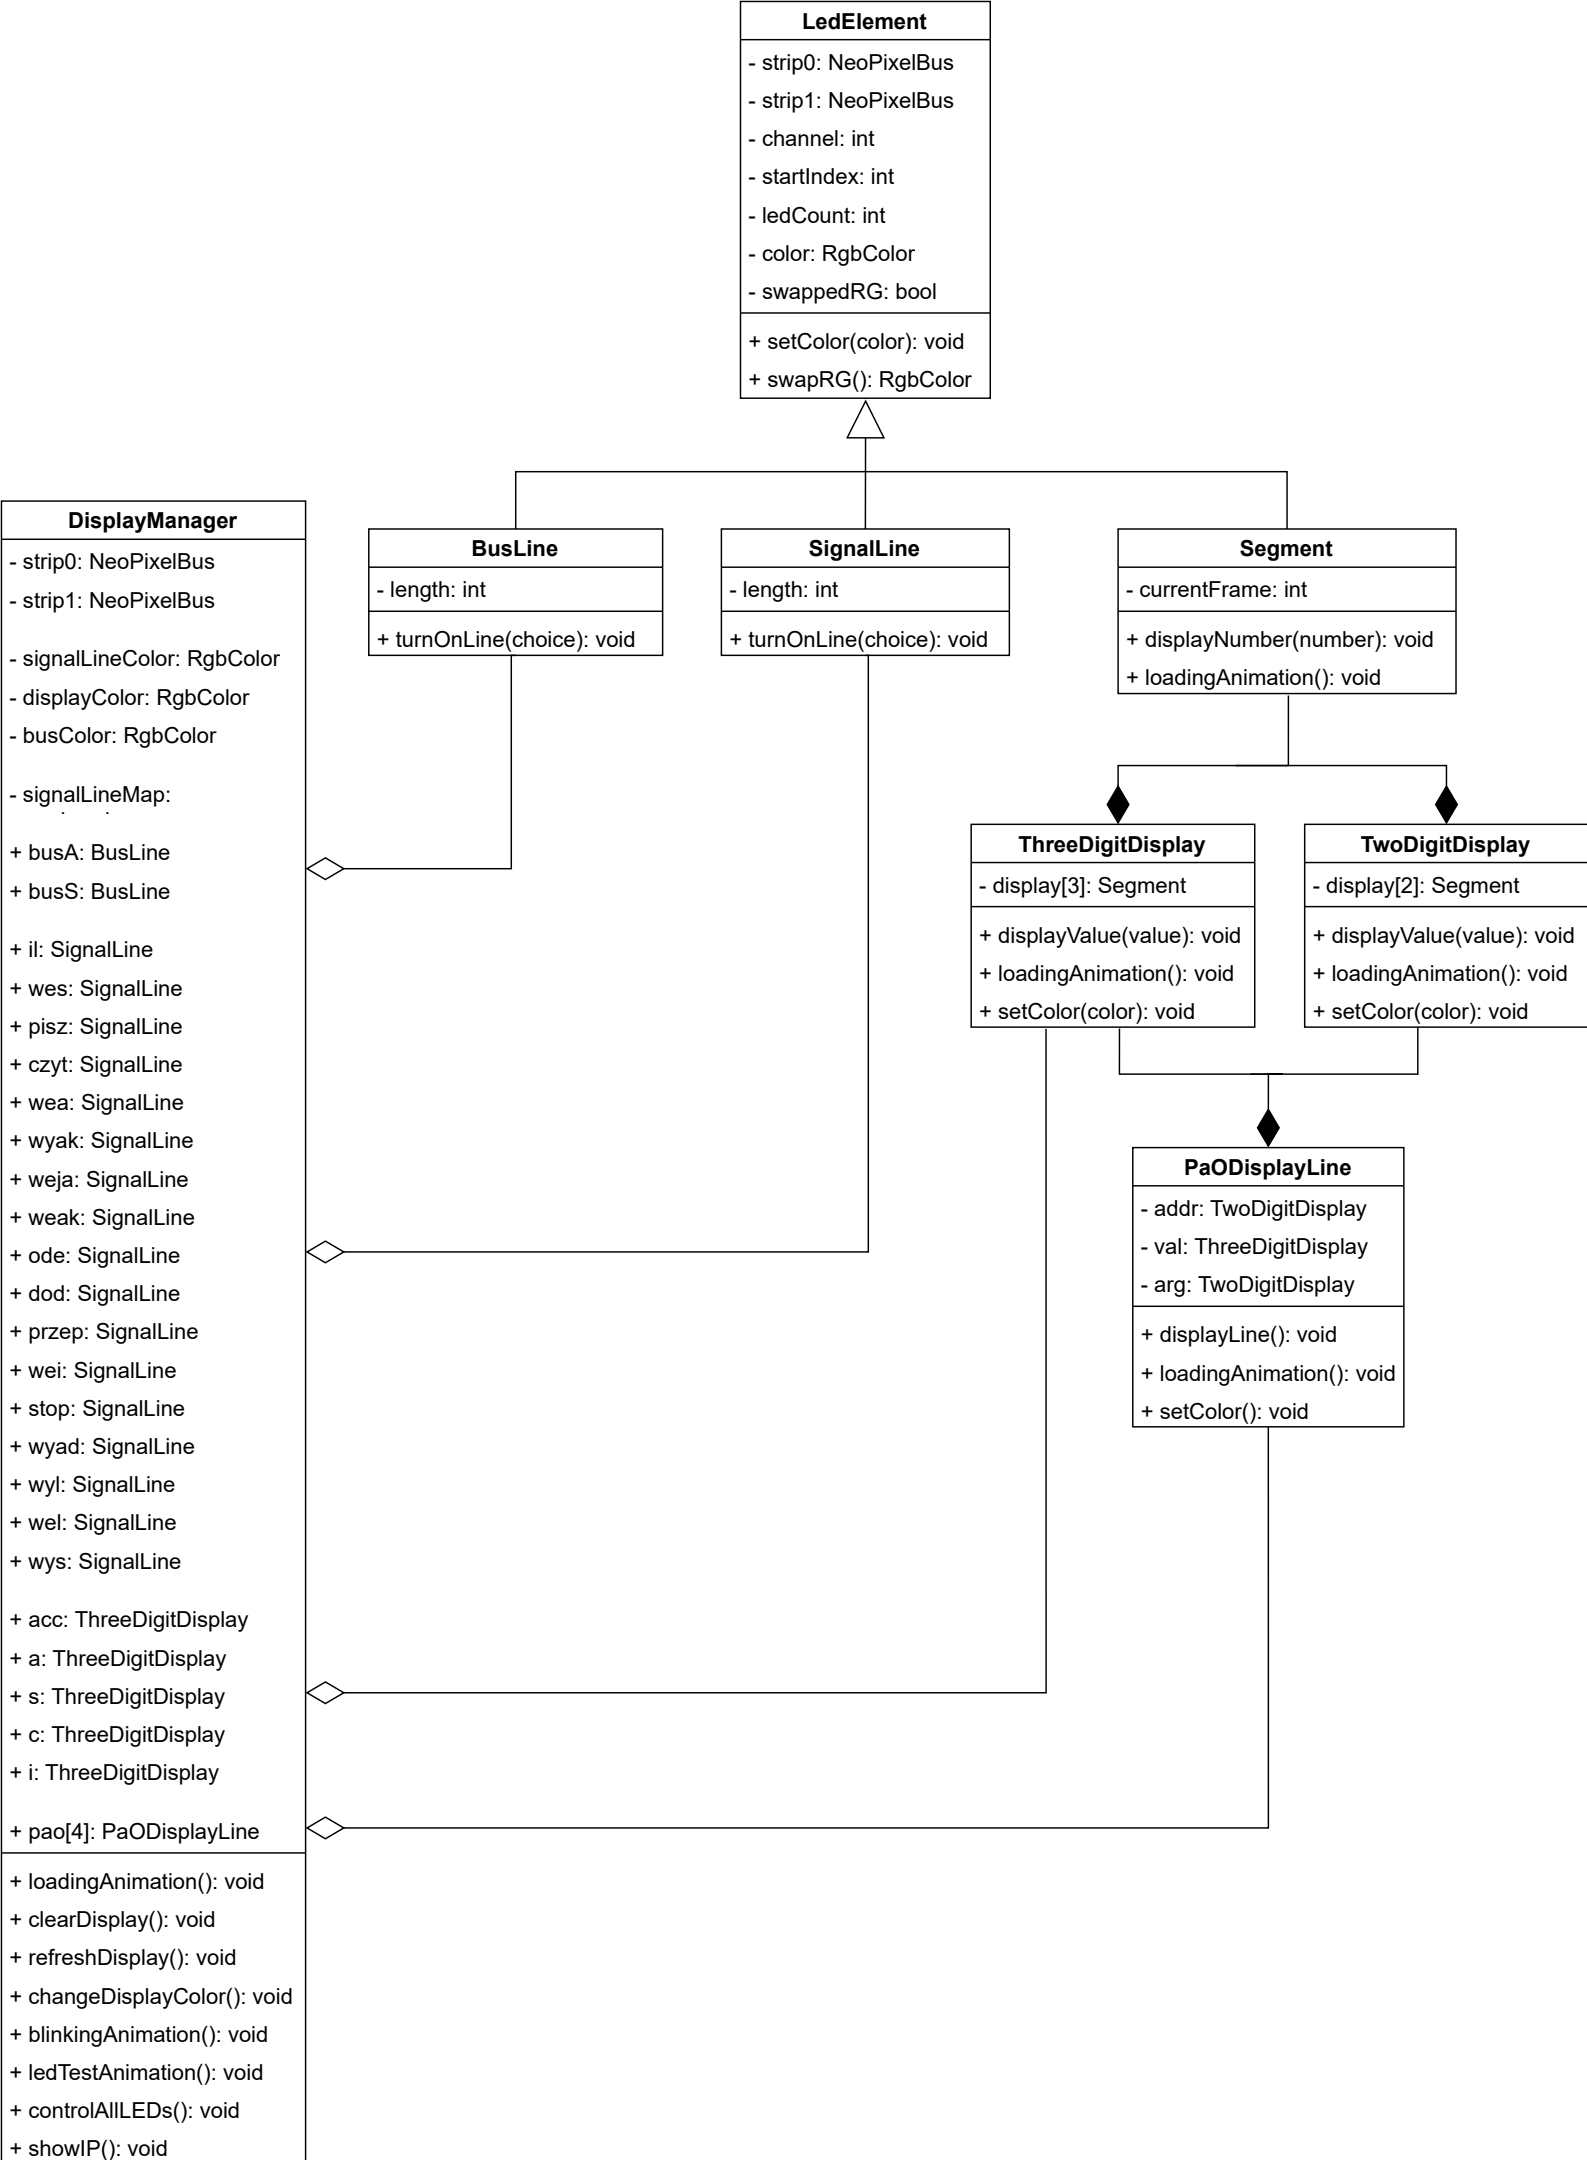 LedElement
- strip0: NeoPixelBus
- strip1: NeoPixelBus
- channel: int
- startIndex: int
- ledCount: int
- color: RgbColor
- swappedRG: bool
+ setColor(color): void
+ swapRG(): RgbColor
DisplayManager
- strip0: NeoPixelBus
- strip1: NeoPixelBus
- signalLineColor: RgbColor
- displayColor: RgbColor
- busColor: RgbColor
- signalLineMap:
+ busA: BusLine
+ busS: BusLine
+ il: SignalLine
+ wes: SignalLine
+ pisz: SignalLine
+ czyt: SignalLine
+ wea: SignalLine
+ wyak: SignalLine
+ weja: SignalLine
+ weak: SignalLine
+ ode: SignalLine
+ dod: SignalLine
+ przep: SignalLine
+ wei: SignalLine
+ stop: SignalLine
+ wyad: SignalLine
+ wyl: SignalLine
+ wel: SignalLine
+ wys: SignalLine
+ acc: ThreeDigitDisplay
+ a: ThreeDigitDisplay
+ s: ThreeDigitDisplay
+ c: ThreeDigitDisplay
+ i: ThreeDigitDisplay
+ pao[4]: PaODisplayLine
+ loadingAnimation(): void
+ clearDisplay(): void
+ refreshDisplay(): void
+ changeDisplayColor(): void
+ blinkingAnimation(): void
+ ledTestAnimation(): void
+ controlAllLEDs(): void
+ showIP(): void
BusLine
- length: int
+ turnOnLine(choice): void
SignalLine
- length: int
+ turnOnLine(choice): void
Segment
- currentFrame: int
+ displayNumber(number): void
+ loadingAnimation(): void
ThreeDigitDisplay
- display[3]: Segment
+ displayValue(value): void
+ loadingAnimation(): void
+ setColor(color): void
TwoDigitDisplay
- display[2]: Segment
+ displayValue(value): void
+ loadingAnimation(): void
+ setColor(color): void
PaODisplayLine
- addr: TwoDigitDisplay
- val: ThreeDigitDisplay
- arg: TwoDigitDisplay
+ displayLine(): void
+ loadingAnimation(): void
+ setColor(): void